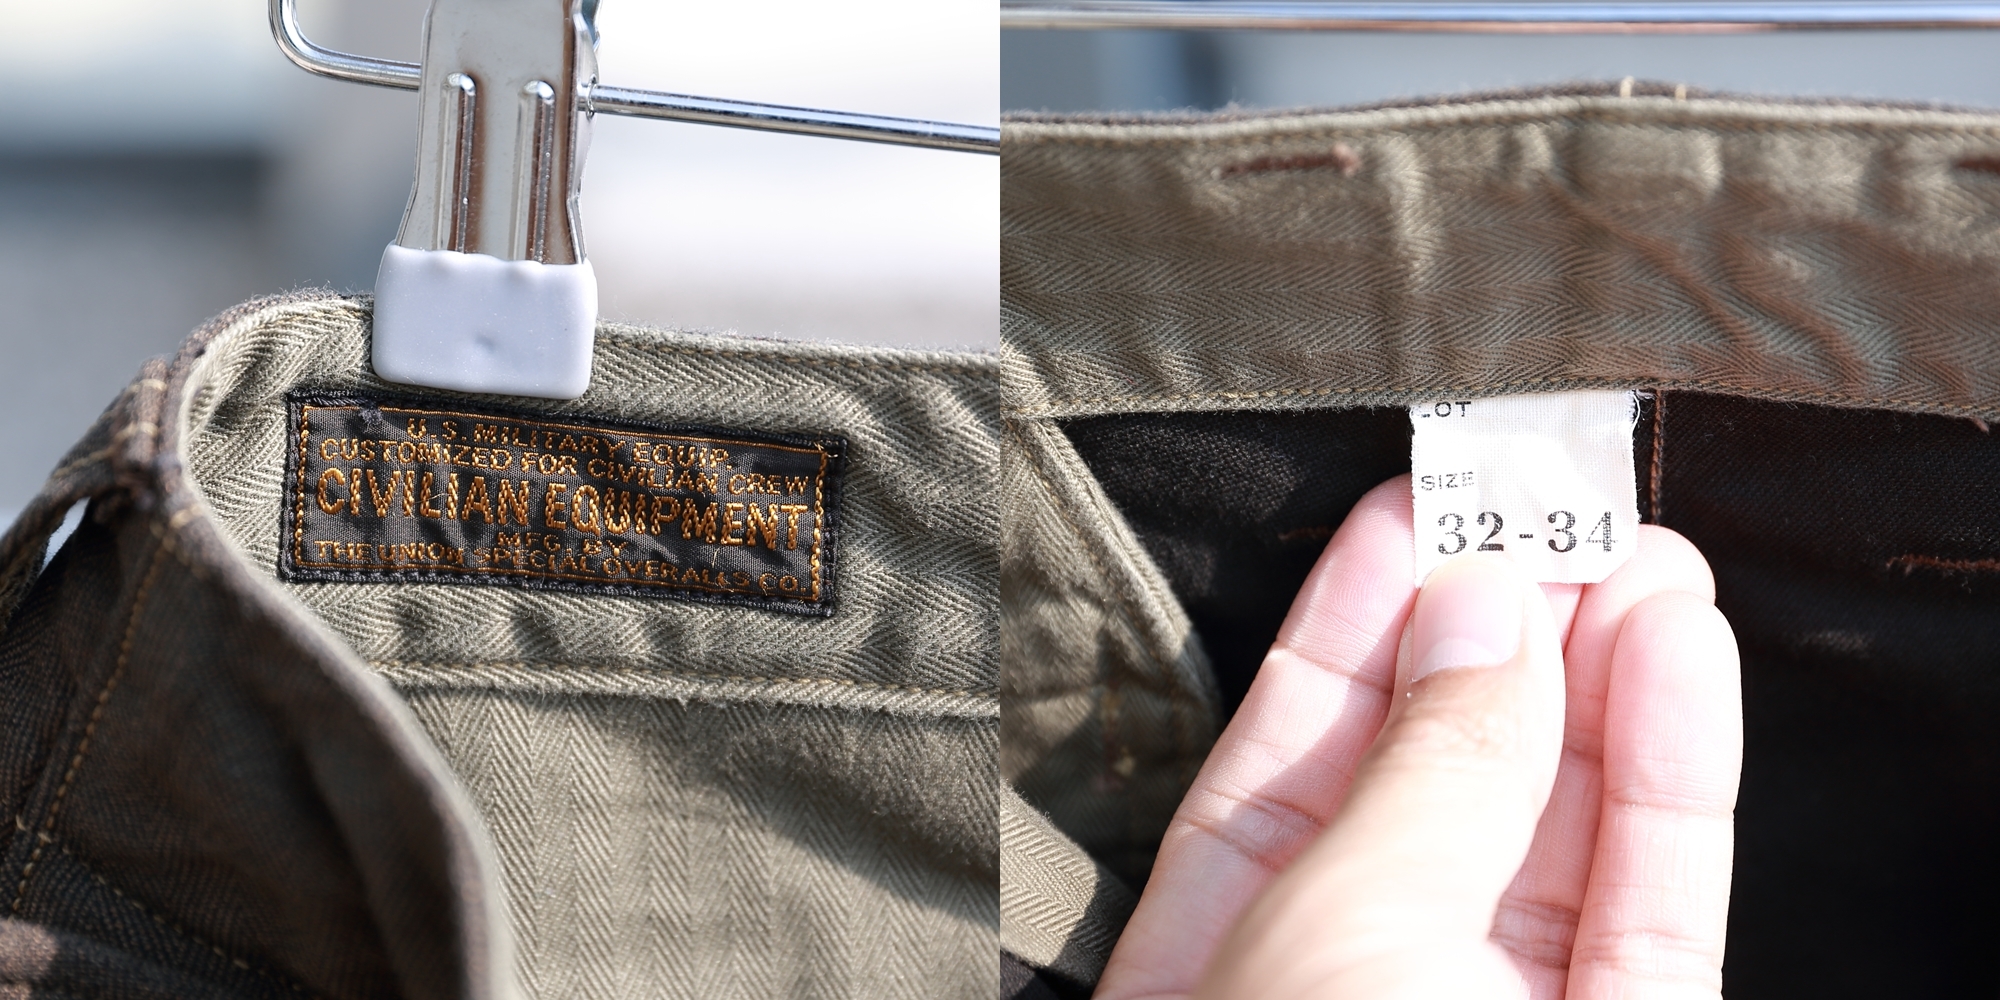 U.S. MILITARY EQUIP.
CUSTOMIZED FOR CIVILIAN CREW
CIVILIAN EQUIPMENT
MFG. BY
THE UNION SPECIAL OVERALLS CO.
LOT
SIZE
32-34